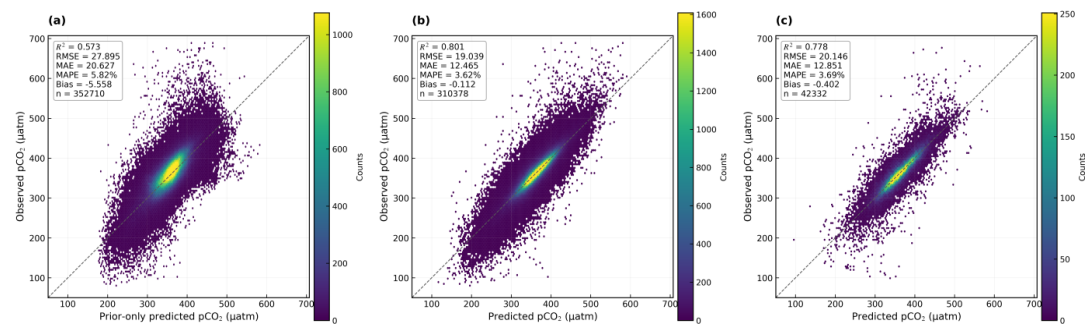 (a)
R² = 0.573
RMSE = 27.895
MAE = 20.627
MAPE = 5.82%
Bias = -5.558
n = 352710
Observed pCO₂ (μatm)
700
600
500
400
300
200
100
100 200 300 400 500 600 700
Prior-only predicted pCO₂ (μatm)
1000
800
600
400
200
0
Counts
(b)
R² = 0.801
RMSE = 19.039
MAE = 12.465
MAPE = 3.62%
Bias = -0.112
n = 310378
Observed pCO₂ (μatm)
700
600
500
400
300
200
100
100 200 300 400 500 600 700
Predicted pCO₂ (μatm)
1600
1400
1200
1000
800
600
400
200
0
Counts
(c)
R² = 0.778
RMSE = 20.146
MAE = 12.851
MAPE = 3.69%
Bias = -0.402
n = 42332
Observed pCO₂ (μatm)
700
600
500
400
300
200
100
100 200 300 400 500 600 700
Predicted pCO₂ (μatm)
250
200
150
100
50
0
Counts